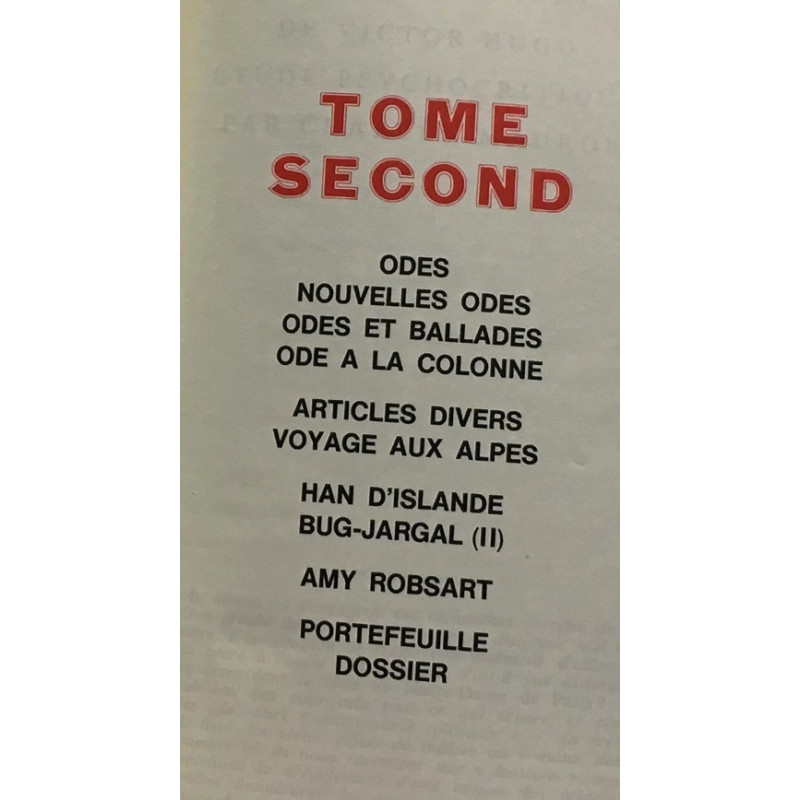 TOME
SECOND
ODES
NOUVELLES ODES
ODES ET BALLADES
ODE A LA COLONNE
ARTICLES DIVERS
VOYAGE AUX ALPES
HAN D'ISLANDE
BUG-JARGAL (II)
AMY ROBSART
PORTEFEUILLE
DOSSIER